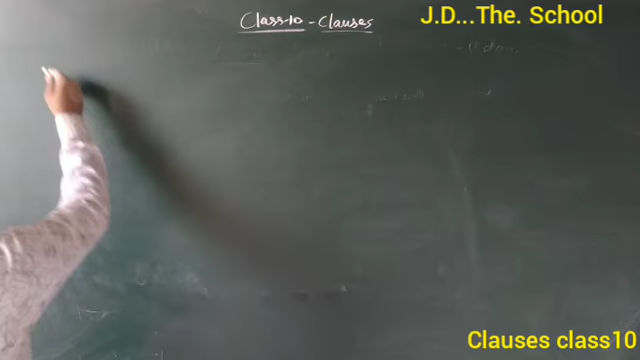 Class-10 - Clauses
J.D...The. School
Clauses class10